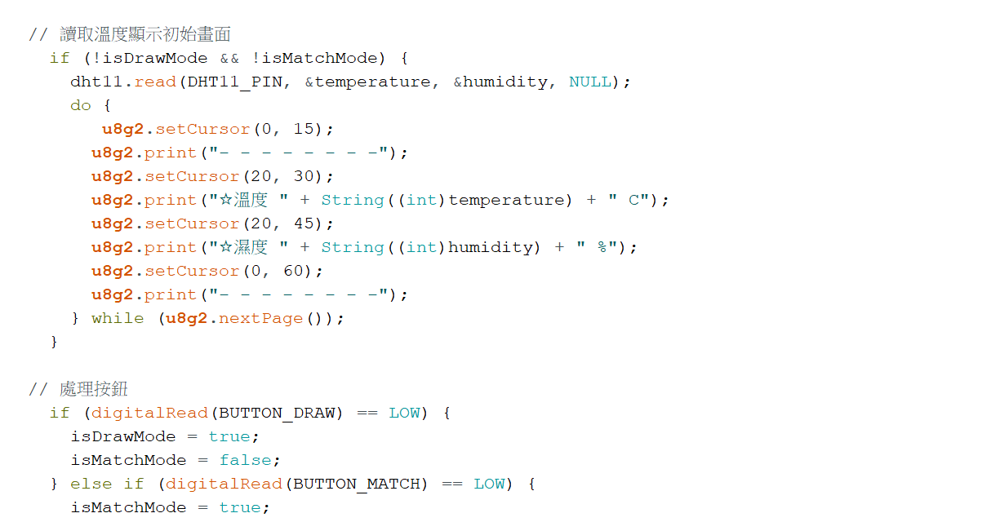 // 讀取溫度顯示初始畫面
  if (!isDrawMode && !isMatchMode) {
    dht11.read(DHT11_PIN, &temperature, &humidity, NULL);
    do {
       u8g2.setCursor(0, 15);
      u8g2.print("- - - - - - - -");
      u8g2.setCursor(20, 30);
      u8g2.print("☆溫度 " + String((int)temperature) + " C");
      u8g2.setCursor(20, 45);
      u8g2.print("☆濕度 " + String((int)humidity) + " %");
      u8g2.setCursor(0, 60);
      u8g2.print("- - - - - - - -");
    } while (u8g2.nextPage());
  }
// 處理按鈕
  if (digitalRead(BUTTON_DRAW) == LOW) {
    isDrawMode = true;
    isMatchMode = false;
  } else if (digitalRead(BUTTON_MATCH) == LOW) {
    isMatchMode = true;